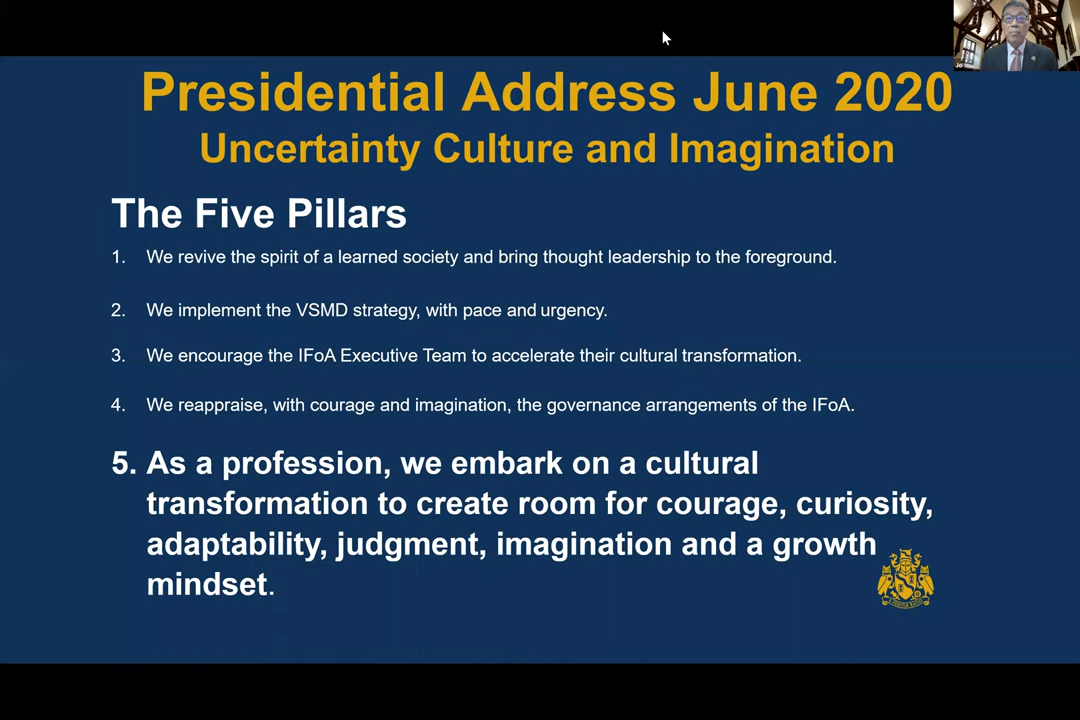 Presidential Address June 2020
Uncertainty Culture and Imagination
The Five Pillars
1. We revive the spirit of a learned society and bring thought leadership to the foreground.
2. We implement the VSMD strategy, with pace and urgency.
3. We encourage the IFoA Executive Team to accelerate their cultural transformation.
4. We reappraise, with courage and imagination, the governance arrangements of the IFoA.
5. As a profession, we embark on a cultural
transformation to create room for courage, curiosity,
adaptability, judgment, imagination and a growth
mindset.
Jo